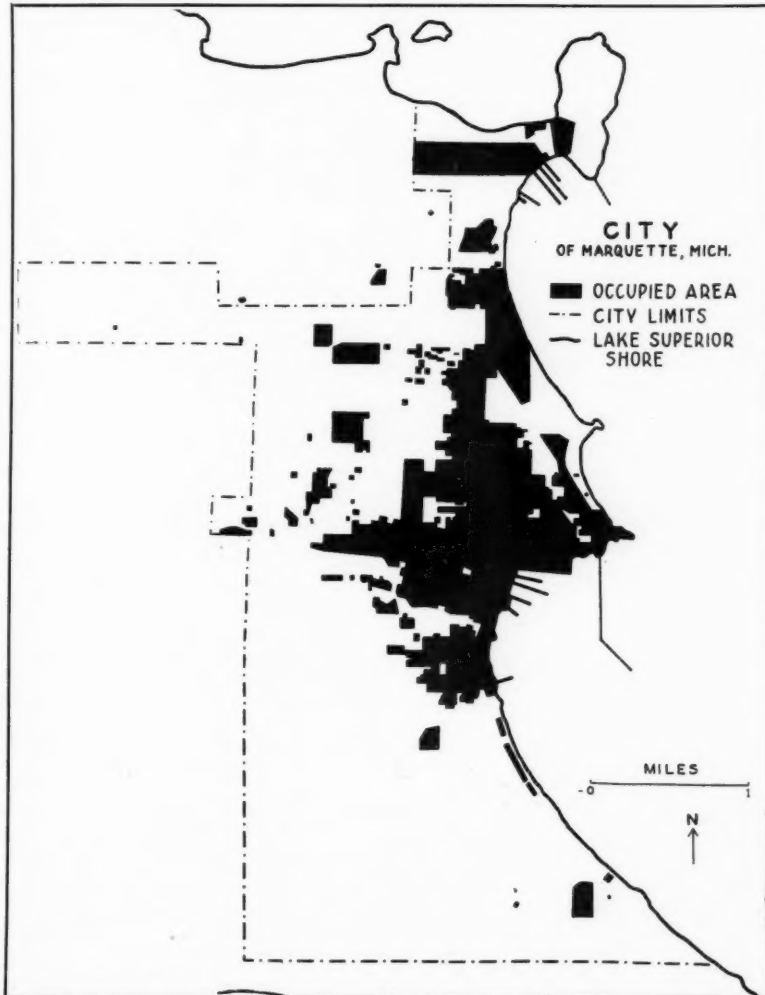 CITY
OF MARQUETTE, MICH.
OCCUPIED AREA
CITY LIMITS
LAKE SUPERIOR
SHORE
MILES
0 1
N